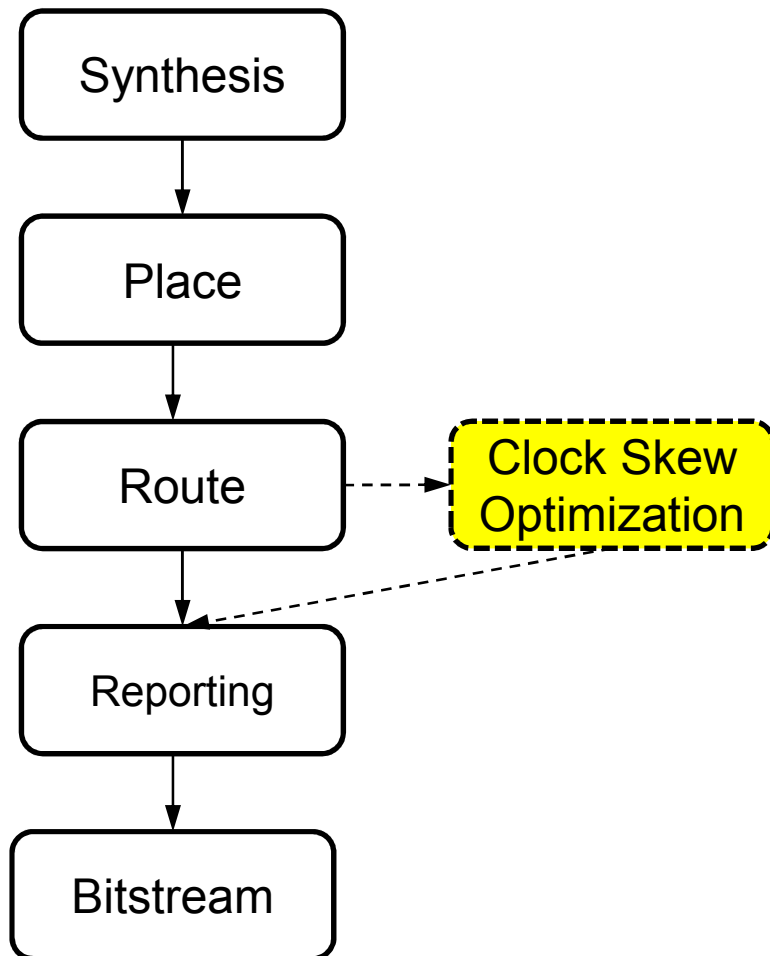 Synthesis
Place
Route
Clock Skew
Optimization
Reporting
Bitstream